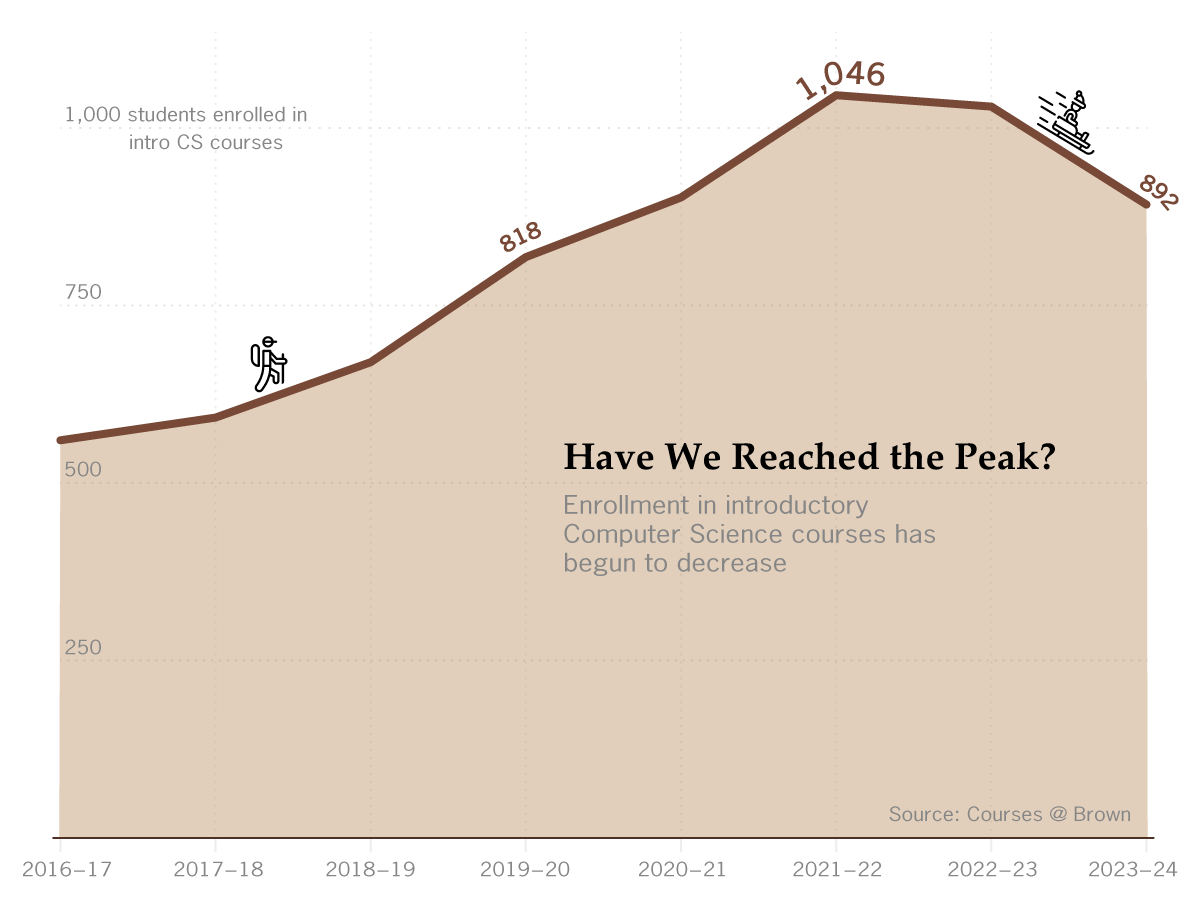 1,046
1,000 students enrolled in
intro CS courses
892
818
750
Have We Reached the Peak?
500
Enrollment in introductory
Computer Science courses has
begun to decrease
250
Source: Courses @ Brown
2016–17 2017–18 2018–19 2019–20 2020–21 2021–22 2022–23 2023–24